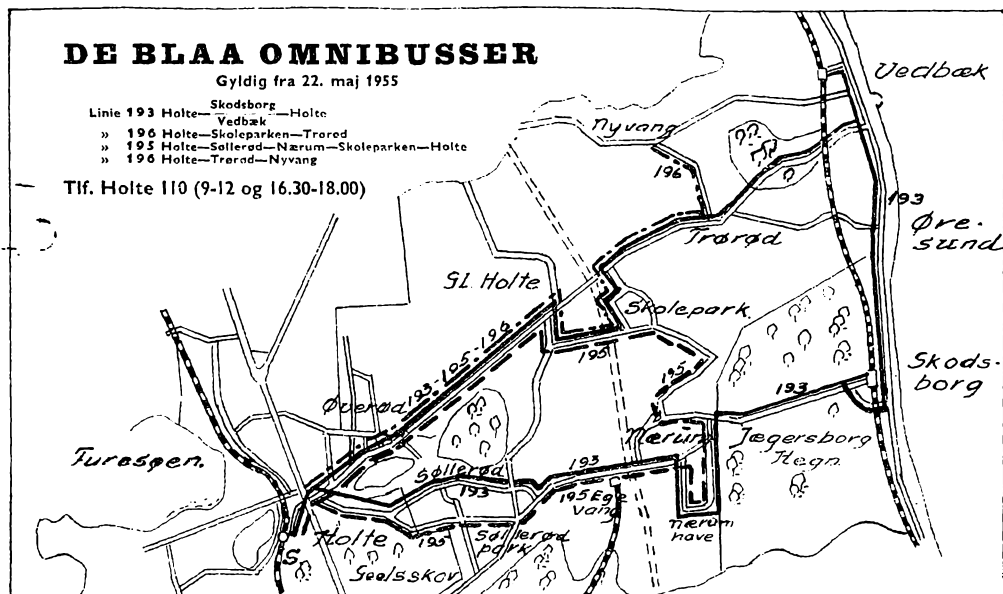 DE BLAA OMNIBUSSER
Gyldig fra 22. maj 1955
Linie 193 Holte—Skodsborg Vedbæk—Holte
» 196 Holte—Skoleparken—Trørød
» 195 Holte—Søllerød—Nærum—Skoleparken—Holte
» 196 Holte—Trørød—Nyvang
Tlf. Holte 110 (9-12 og 16.30-18.00)
Vedbæk
Nyvang
196
193
Øre-
sund
Trørød
Gl. Holte
Skolepark.
193-195-196
195
195
Skods-
borg
193
Øverød
Nærum
Jægersborg
Hegn.
Furesøen.
Søllerød
193
193
195
Ege
vang
Nærum
have
Holte
S
195
Søllerød
park
Geelsskov